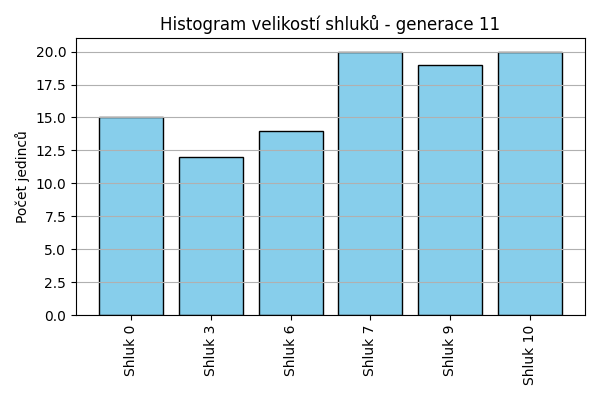 Histogram velikostí shluků - generace 11
Počet jedinců
20.0
17.5
15.0
12.5
10.0
7.5
5.0
2.5
0.0
Shluk 0
Shluk 3
Shluk 6
Shluk 7
Shluk 9
Shluk 10